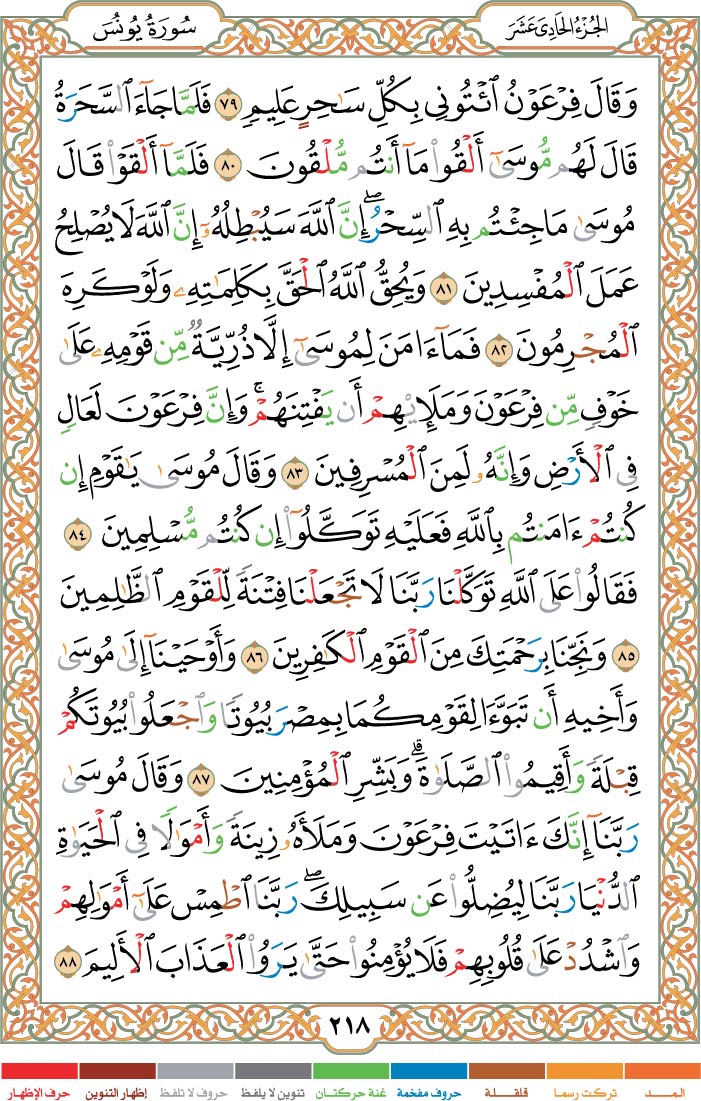 الجُزْءُ الحَادِى عَشَرَ
سُورَةُ يُونُسَ
وَقَالَ فِرْعَوْنُ ٱئْتُونِى بِكُلِّ سَٰحِرٍ عَلِيمٍ ۝٧٩ فَلَمَّا جَآءَ ٱلسَّحَرَةُ
قَالَ لَهُم مُّوسَىٰٓ أَلْقُوا۟ مَآ أَنتُم مُّلْقُونَ ۝٨٠ فَلَمَّآ أَلْقَوْا۟ قَالَ
مُوسَىٰ مَا جِئْتُم بِهِ ٱلسِّحْرُ ۖ إِنَّ ٱللَّهَ سَيُبْطِلُهُۥٓ إِنَّ ٱللَّهَ لَا يُصْلِحُ
عَمَلَ ٱلْمُفْسِدِينَ ۝٨١ وَيُحِقُّ ٱللَّهُ ٱلْحَقَّ بِكَلِمَٰتِهِۦ وَلَوْ كَرِهَ
ٱلْمُجْرِمُونَ ۝٨٢ فَمَآ ءَامَنَ لِمُوسَىٰٓ إِلَّا ذُرِّيَّةٌ مِّن قَوْمِهِۦ عَلَىٰ
خَوْفٍ مِّن فِرْعَوْنَ وَمَلَإِي۟هِمْ أَن يَفْتِنَهُمْ ۚ وَإِنَّ فِرْعَوْنَ لَعَالٍ
فِى ٱلْأَرْضِ وَإِنَّهُۥ لَمِنَ ٱلْمُسْرِفِينَ ۝٨٣ وَقَالَ مُوسَىٰ يَٰقَوْمِ إِن
كُنتُمْ ءَامَنتُم بِٱللَّهِ فَعَلَيْهِ تَوَكَّلُوٓا۟ إِن كُنتُم مُّسْلِمِينَ ۝٨٤
فَقَالُوا۟ عَلَى ٱللَّهِ تَوَكَّلْنَا رَبَّنَا لَا تَجْعَلْنَا فِتْنَةً لِّلْقَوْمِ ٱلظَّٰلِمِينَ
۝٨٥ وَنَجِّنَا بِرَحْمَتِكَ مِنَ ٱلْقَوْمِ ٱلْكَٰفِرِينَ ۝٨٦ وَأَوْحَيْنَآ إِلَىٰ مُوسَىٰ
وَأَخِيهِ أَن تَبَوَّءَا لِقَوْمِكُمَا بِمِصْرَ بُيُوتًا وَٱجْعَلُوا۟ بُيُوتَكُمْ
قِبْلَةً وَأَقِيمُوا۟ ٱلصَّلَوٰةَ ۗ وَبَشِّرِ ٱلْمُؤْمِنِينَ ۝٨٧ وَقَالَ مُوسَىٰ
رَبَّنَآ إِنَّكَ ءَاتَيْتَ فِرْعَوْنَ وَمَلَأَهُۥ زِينَةً وَأَمْوَٰلًا فِى ٱلْحَيَوٰةِ
ٱلدُّنْيَا رَبَّنَا لِيُضِلُّوا۟ عَن سَبِيلِكَ ۖ رَبَّنَا ٱطْمِسْ عَلَىٰٓ أَمْوَٰلِهِمْ
وَٱشْدُدْ عَلَىٰ قُلُوبِهِمْ فَلَا يُؤْمِنُوا۟ حَتَّىٰ يَرَوُا۟ ٱلْعَذَابَ ٱلْأَلِيمَ ۝٨٨
٢١٨
المـــد تركت رسما قلقـلة حروف مفخمة غنة حركتان تنوين لا يلفظ حروف لا تلفظ إظهار التنوين حرف الإظهار